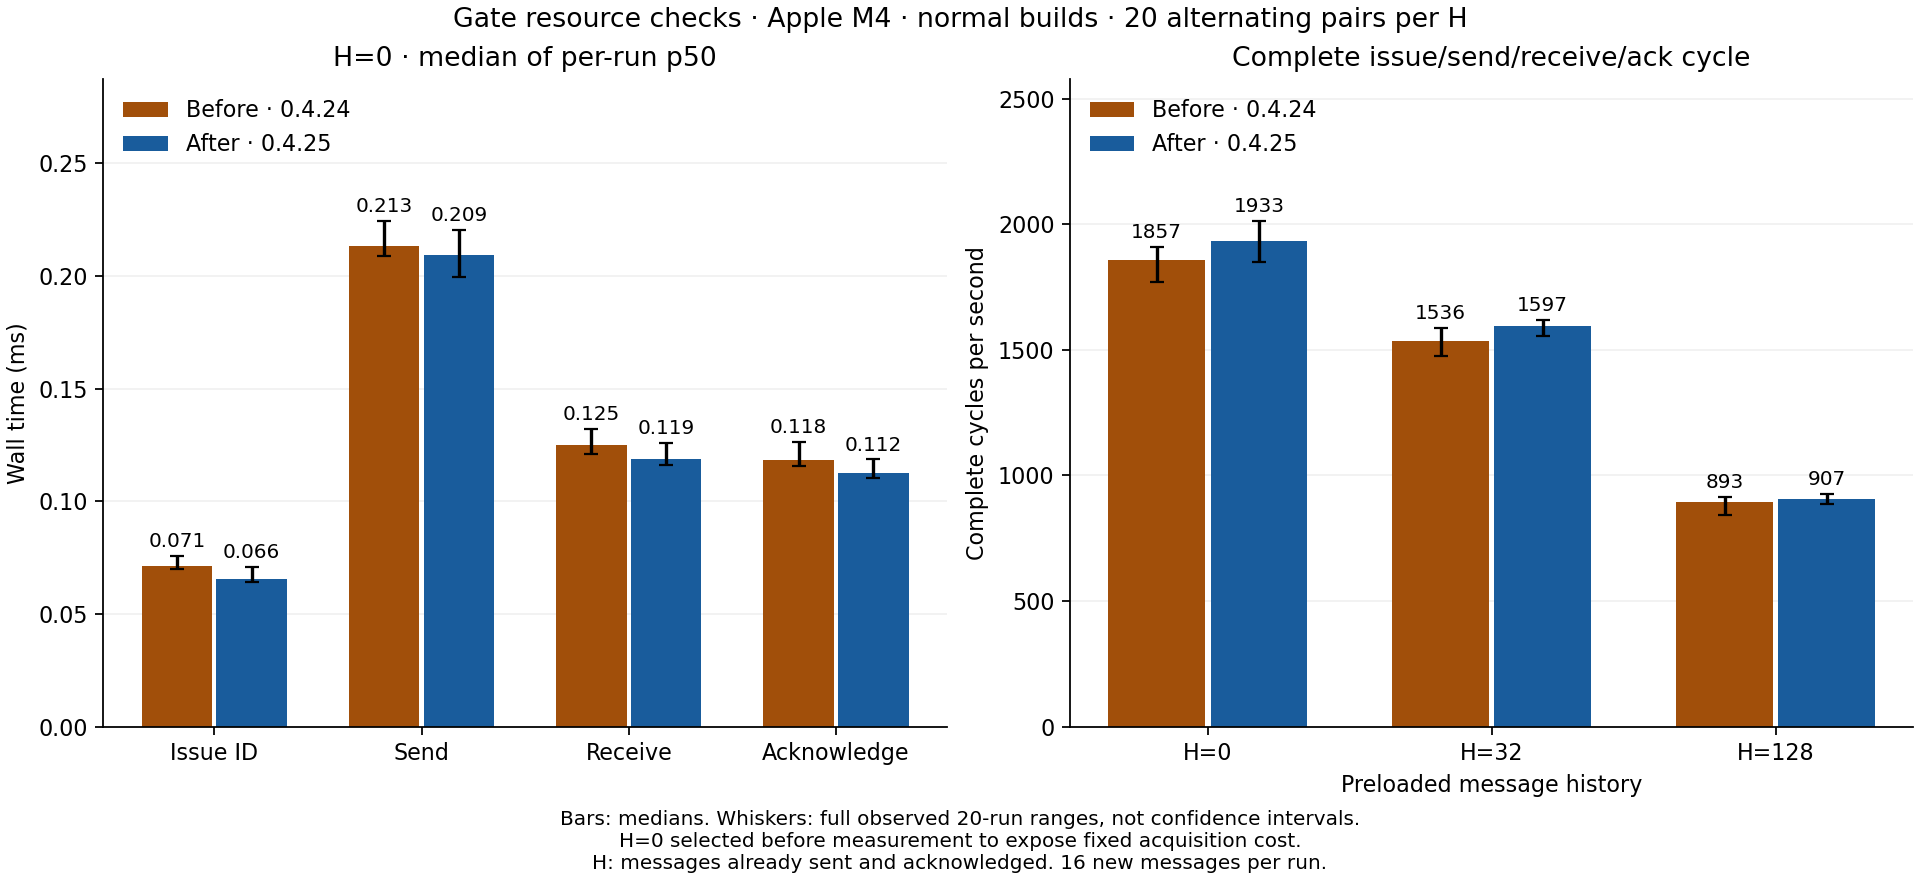 Gate resource checks · Apple M4 · normal builds · 20 alternating pairs per H
H=0 · median of per-run p50
Before · 0.4.24
After · 0.4.25
Wall time (ms)
0.25
0.20
0.15
0.10
0.05
0.00
0.071
0.066
0.213
0.209
0.125
0.119
0.118
0.112
Issue ID
Send
Receive
Acknowledge
Complete issue/send/receive/ack cycle
Before · 0.4.24
After · 0.4.25
Complete cycles per second
2500
2000
1500
1000
500
0
1857
1933
1536
1597
893
907
H=0
H=32
H=128
Preloaded message history
Bars: medians. Whiskers: full observed 20-run ranges, not confidence intervals.
H=0 selected before measurement to expose fixed acquisition cost.
H: messages already sent and acknowledged. 16 new messages per run.